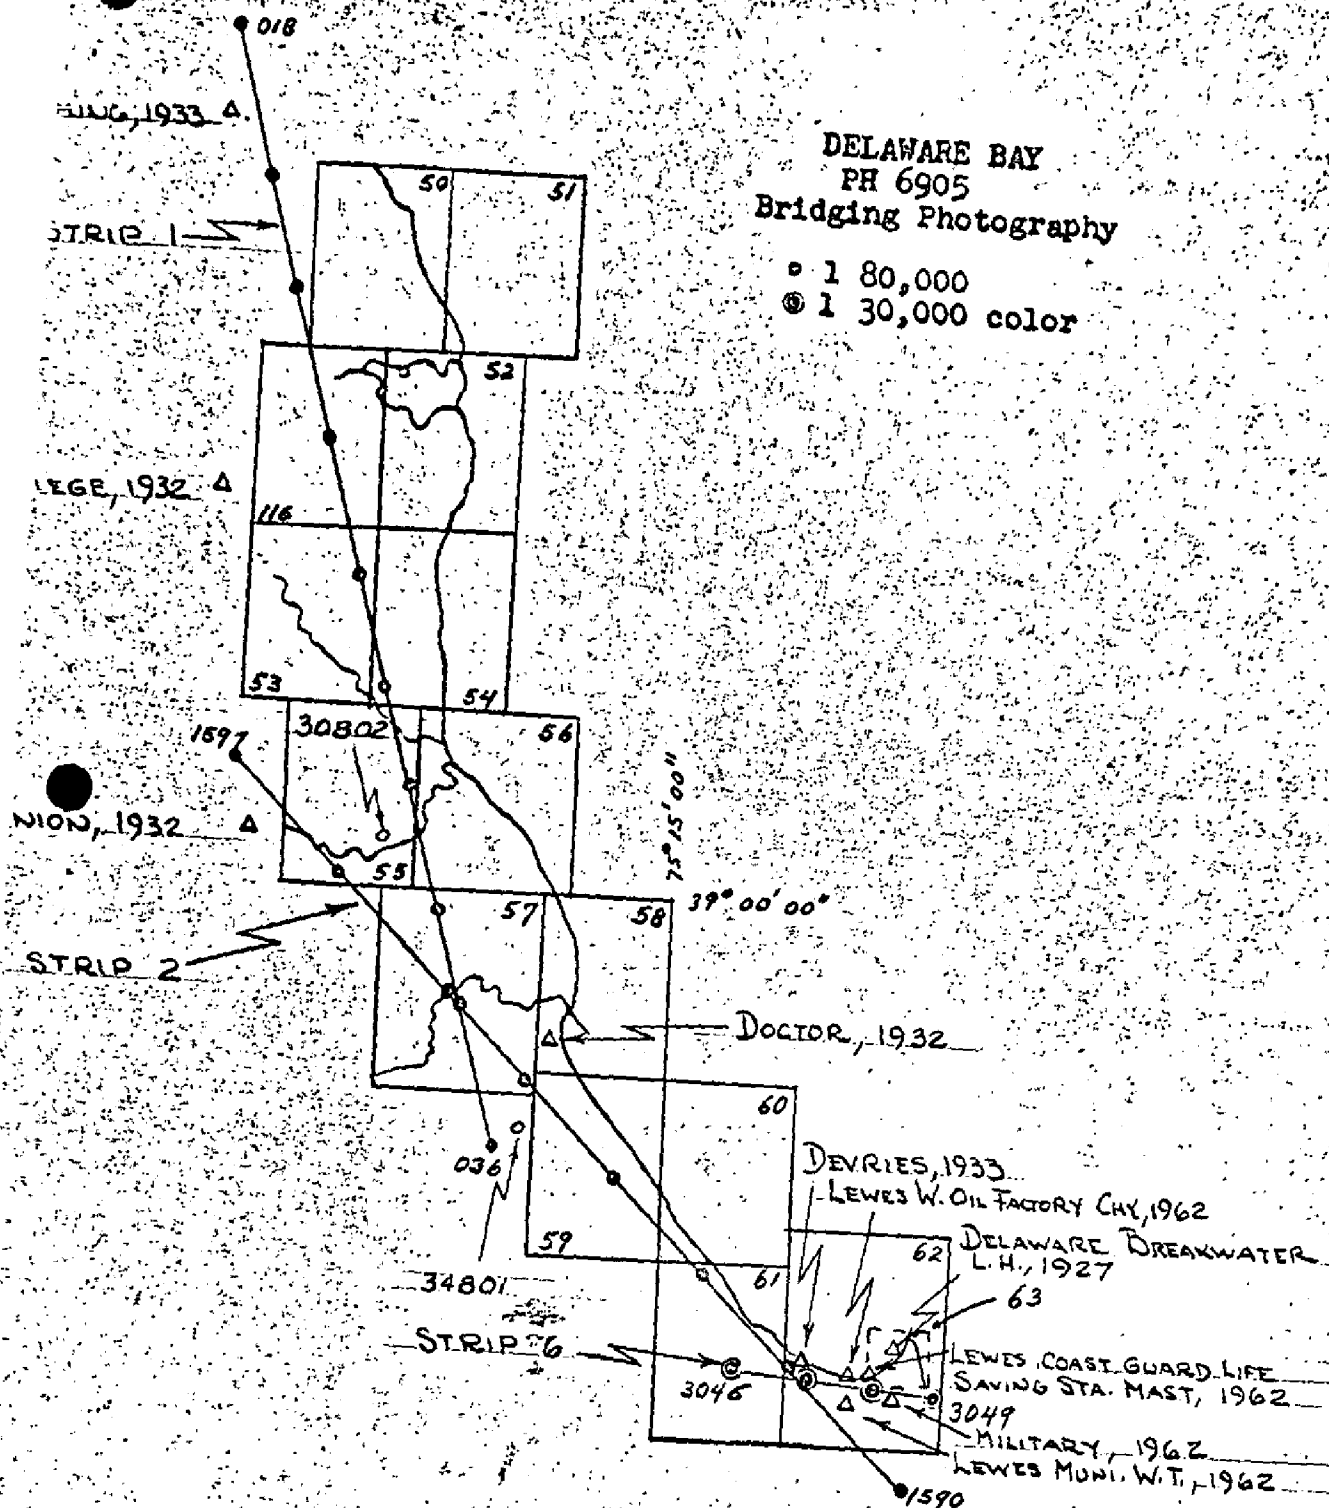 018
1933
DELAWARE BAY
PH 6905
Bridging Photography
1 80,000
1 30,000 color
50
51
STRIP 1
52
1932
116
53
54
30802
56
1597
1932
55
75° 15' 00"
39° 00' 00"
57
58
STRIP 2
DOCTOR, 1932
60
036
DEVRIES, 1933
LEWES W. OIL FACTORY CHY, 1962
59
62
DELAWARE BREAKWATER
L.H., 1927
61
34801
63
STRIP 6
LEWES COAST GUARD LIFE
SAVING STA. MAST, 1962
3046
3049
MILITARY, 1962
LEWES MUNI. W.T., 1962
1590